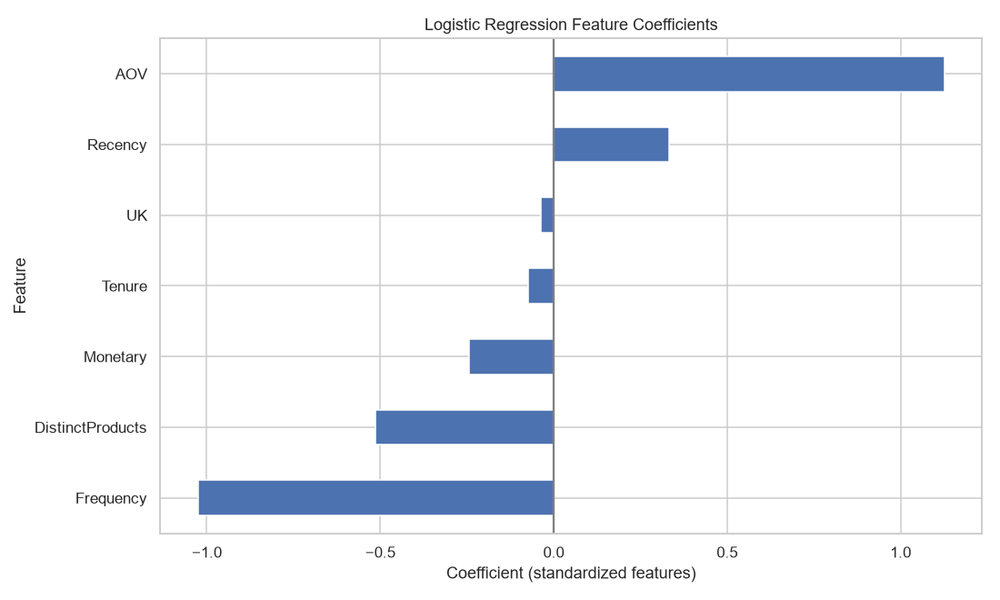 Logistic Regression Feature Coefficients
AOV
Recency
UK
Tenure
Monetary
DistinctProducts
Frequency
Feature
−1.0 −0.5 0.0 0.5 1.0
Coefficient (standardized features)